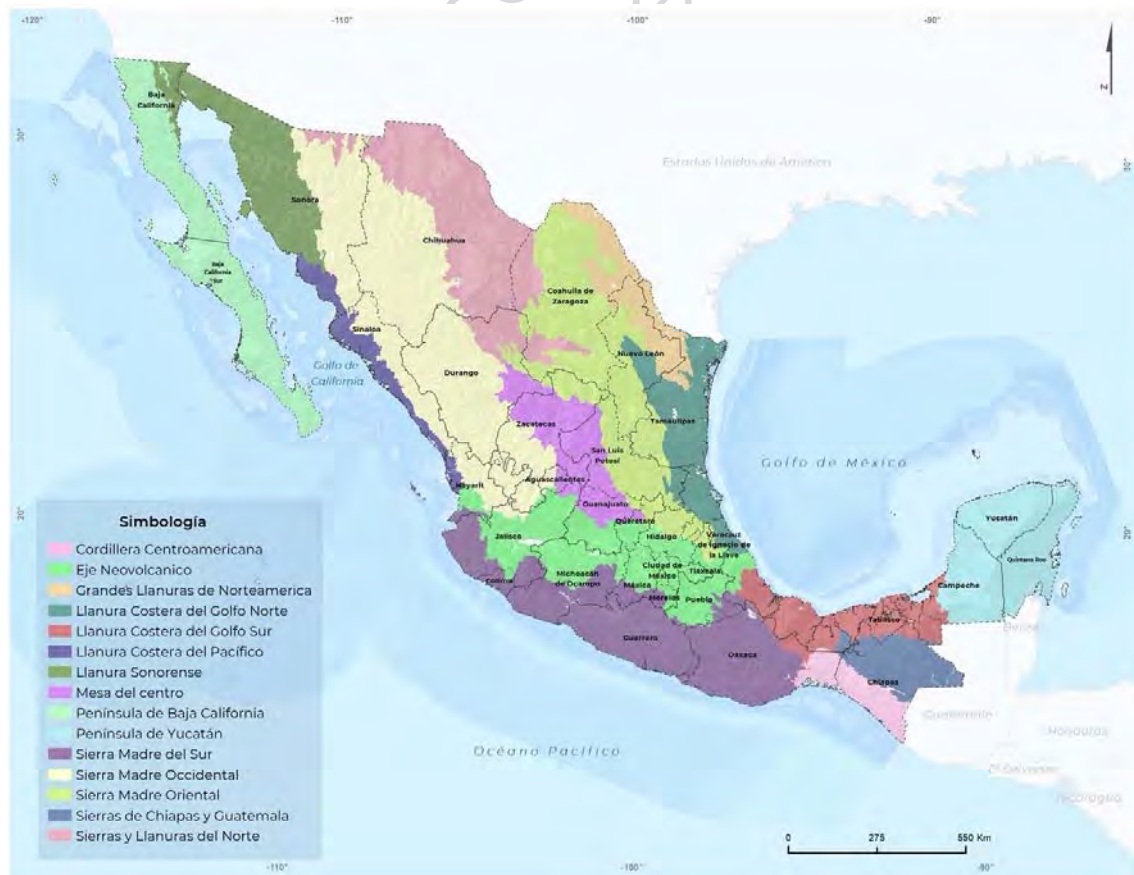 -120°
-110°
-100°
-90°
N
30°
30°
20°
20°
Baja
California
Sonora
Chihuahua
Estados Unidos de América
Baja
California
Sur
Coahuila de
Zaragoza
Sinaloa
Nuevo León
Golfo de
California
Durango
Tamaulipas
Zacatecas
San Luis
Potosí
Golfo de México
Nayarit
Aguascalientes
Guanajuato
Querétaro
Hidalgo
Veracruz
de Ignacio de
la Llave
Yucatán
Quintana Roo
Campeche
Jalisco
Colima
Michoacán
de Ocampo
Ciudad de
México
Tlaxcala
México
Morelos
Puebla
Tabasco
Guerrero
Oaxaca
Chiapas
Belice
Guatemala
Honduras
El Salvador
Nicaragua
Océano Pacífico
Simbología
Cordillera Centroamericana
Eje Neovolcanico
Grandes Llanuras de Norteamerica
Llanura Costera del Golfo Norte
Llanura Costera del Golfo Sur
Llanura Costera del Pacífico
Llanura Sonorense
Mesa del centro
Península de Baja California
Península de Yucatán
Sierra Madre del Sur
Sierra Madre Occidental
Sierra Madre Oriental
Sierras de Chiapas y Guatemala
Sierras y Llanuras del Norte
0 275 550 Km
-110°
-100°
-90°